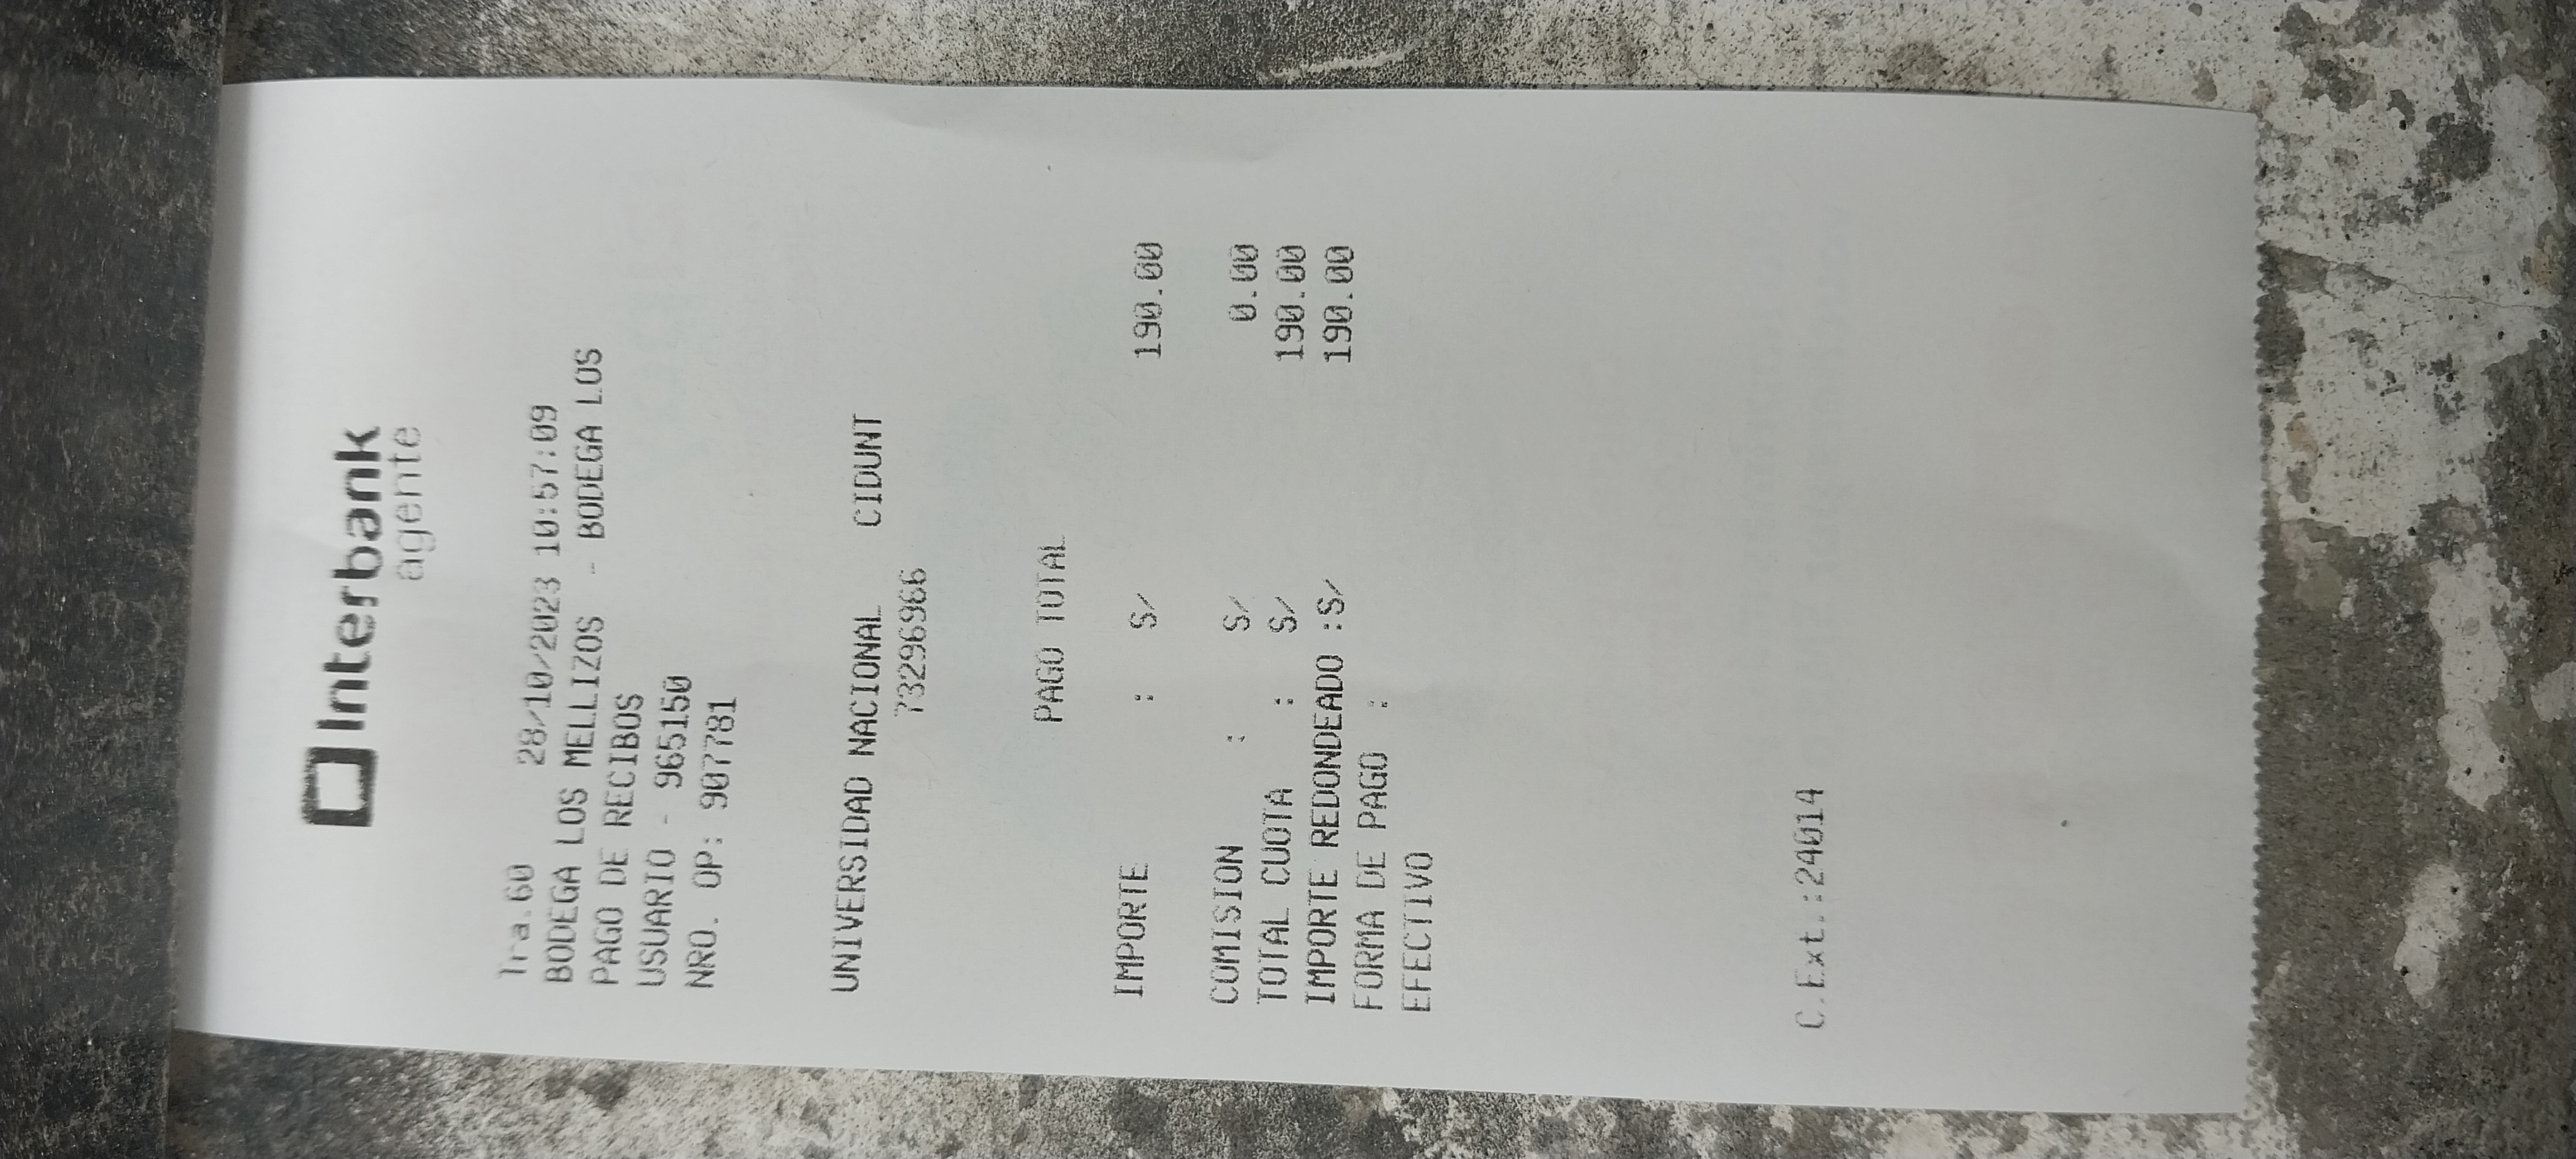 Interbank
agente
Tra.60 28/10/2023 10:57:09
BODEGA LOS MELLIZOS - BODEGA LOS
PAGO DE RECIBOS
USUARIO - 965150
NRO. OP: 907781
UNIVERSIDAD NACIONAL CIDUNT
73296966
PAGO TOTAL
IMPORTE : S/ 190.00
COMISION : S/ 0.00
TOTAL CUOTA : S/ 190.00
IMPORTE REDONDEADO :S/ 190.00
FORMA DE PAGO :
EFECTIVO
C.Ext.:24014